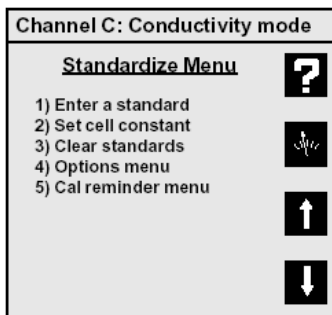 Channel C: Conductivity mode
Standardize Menu
?
1) Enter a standard
2) Set cell constant
3) Clear standards
4) Options menu
5) Cal reminder menu